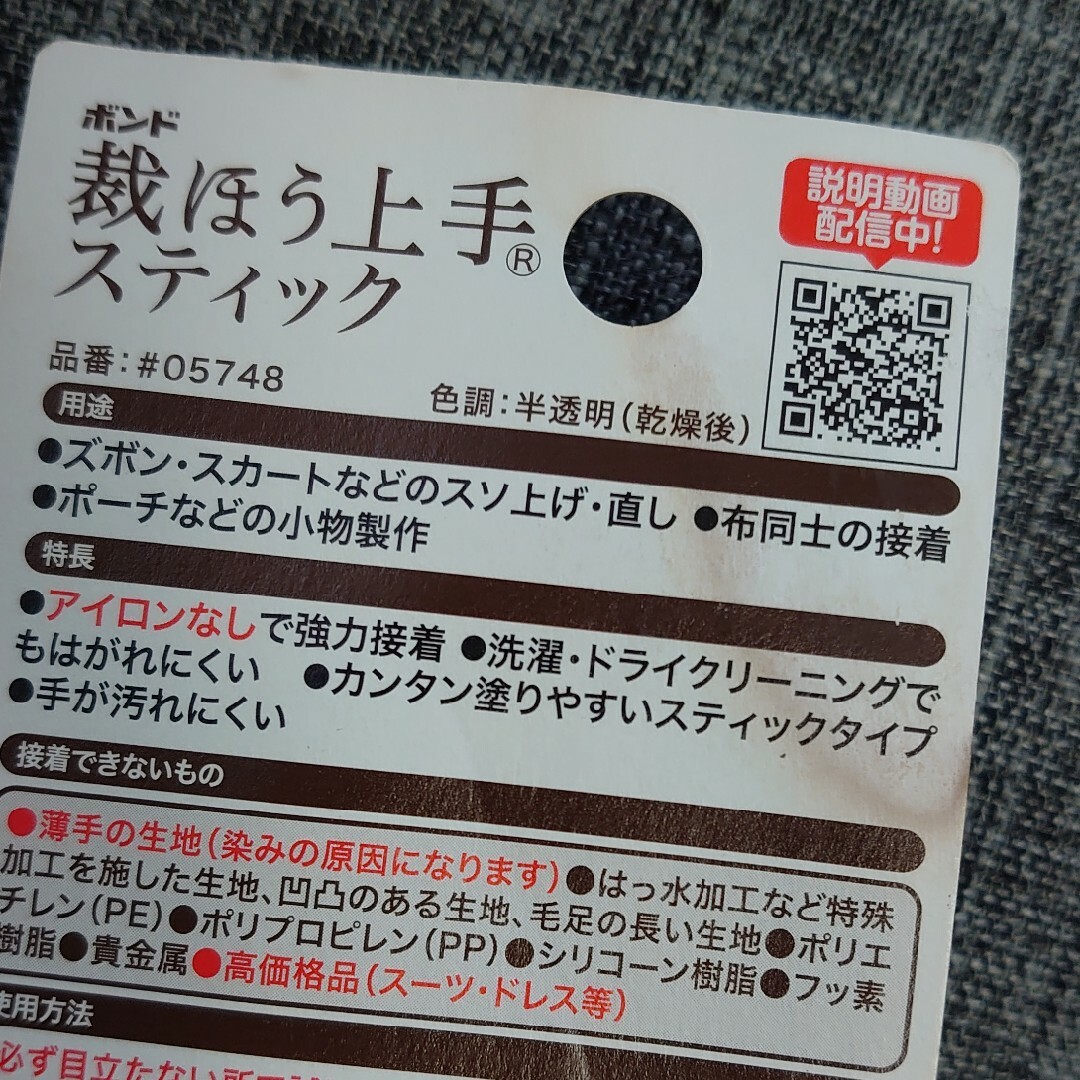 ボンド
裁ほう上手®
スティック
説明動画
配信中!
品番:#05748
色調:半透明(乾燥後)
用途
●ズボン・スカートなどのスソ上げ・直し ●布同士の接着
●ポーチなどの小物製作
特長
●アイロンなしで強力接着 ●洗濯・ドライクリーニングで
もはがれにくい ●カンタン塗りやすいスティックタイプ
●手が汚れにくい
接着できないもの
●薄手の生地(染みの原因になります)●はっ水加工など特殊
加工を施した生地、凹凸のある生地、毛足の長い生地●ポリエ
チレン(PE)●ポリプロピレン(PP)●シリコーン樹脂●フッ素
樹脂●貴金属●高価格品(スーツ・ドレス等)
使用方法
必ず目立たない所で